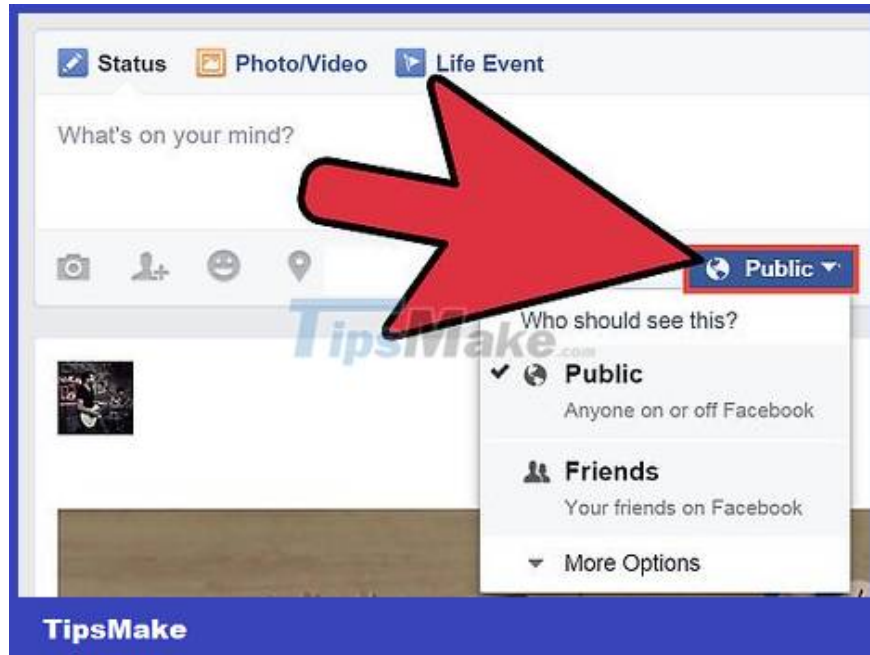 Status Photo/Video Life Event
What's on your mind?
Public
Who should see this?
TipsMake.com
Public
Anyone on or off Facebook
Friends
Your friends on Facebook
More Options
TipsMake